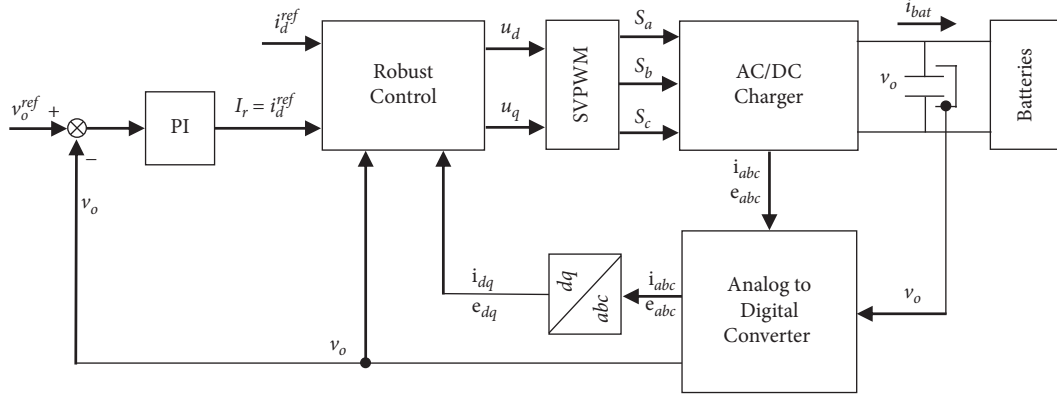 i_d^ref
v_o^ref +
−
v_o
PI
I_r = i_d^ref
Robust
Control
u_d
u_q
SVPWM
S_a
S_b
S_c
AC/DC
Charger
i_bat
v_o
Batteries
i_abc
e_abc
Analog to
Digital
Converter
v_o
i_abc
e_abc
dq
abc
i_dq
e_dq
v_o